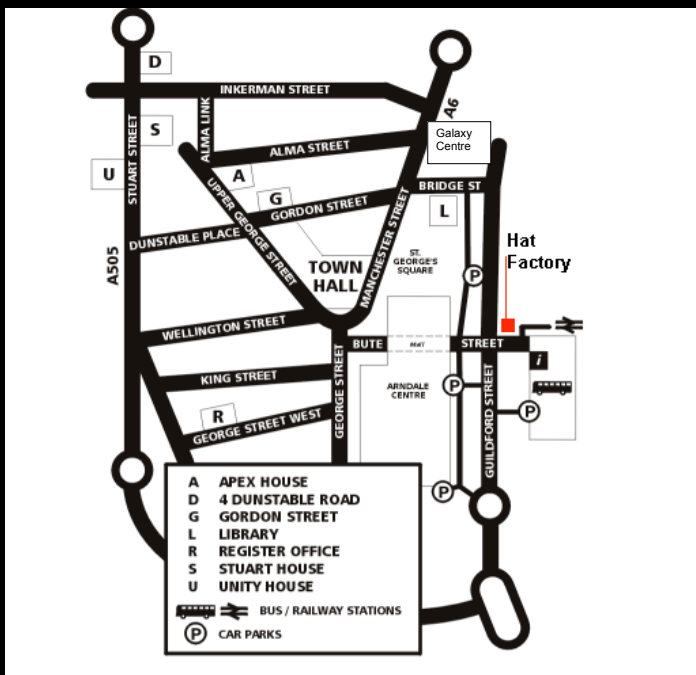 D
INKERMAN STREET
A6
S
STUART STREET
ALMA LINK
ALMA STREET
Galaxy
Centre
U
A
UPPER GEORGE STREET
G
GORDON STREET
BRIDGE ST
L
MANCHESTER STREET
DUNSTABLE PLACE
A505
TOWN
HALL
ST.
GEORGE'S
SQUARE
Hat
Factory
P
WELLINGTON STREET
BUTE
Mall
STREET
i
KING STREET
GEORGE STREET
ARNDALE
CENTRE
P
P
R
GEORGE STREET WEST
GUILDFORD STREET
P
A APEX HOUSE
D 4 DUNSTABLE ROAD
G GORDON STREET
L LIBRARY
R REGISTER OFFICE
S STUART HOUSE
U UNITY HOUSE
BUS / RAILWAY STATIONS
P CAR PARKS